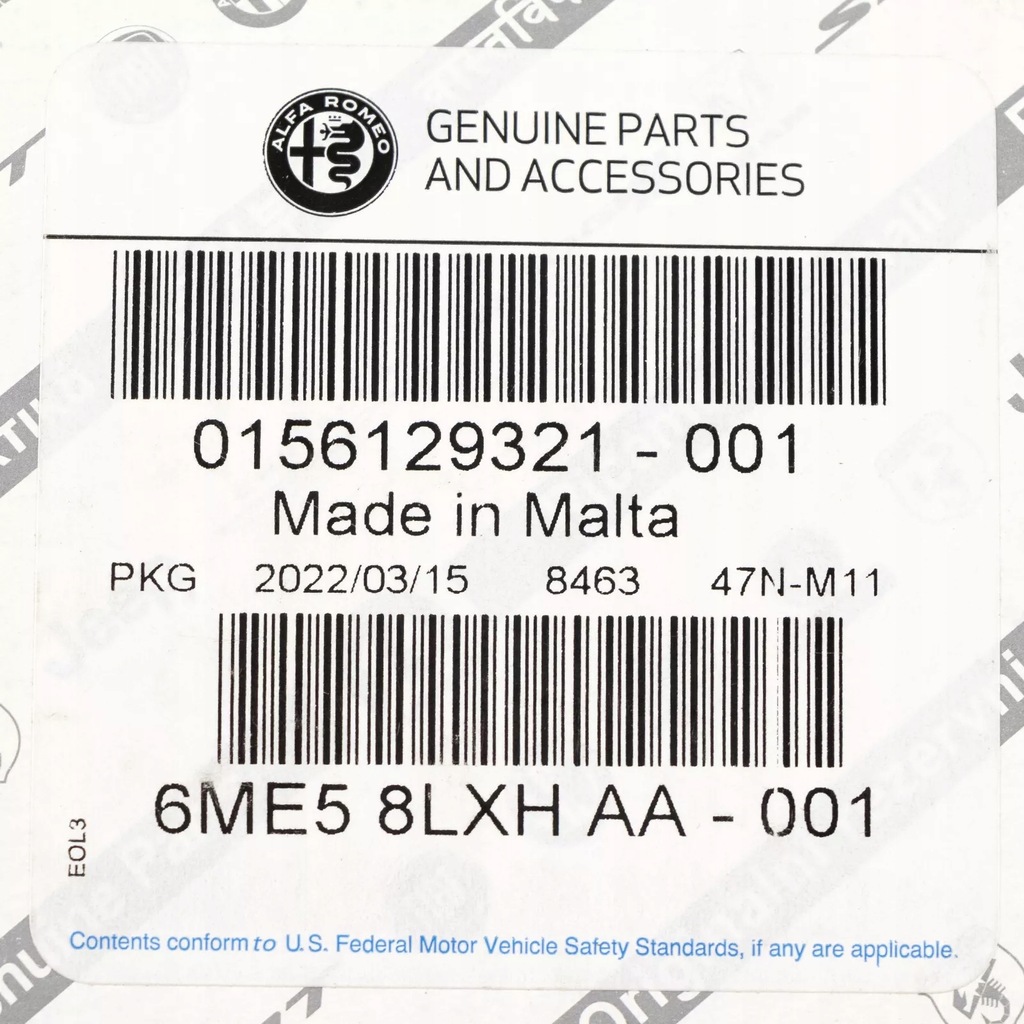 ALFA ROMEO
GENUINE PARTS
AND ACCESSORIES
0156129321 - 001
Made in Malta
PKG 2022/03/15 8463 47N-M11
6ME5 8LXH AA - 001
EOL3
Contents conform to U.S. Federal Motor Vehicle Safety Standards, if any are applicable.